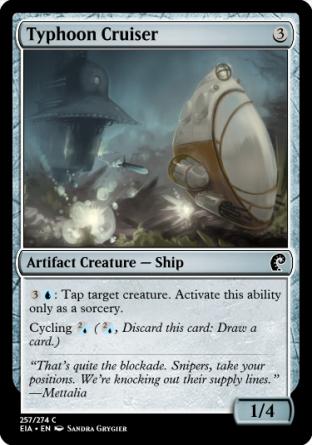 Typhoon Cruiser 3
Artifact Creature — Ship
3 : Tap target creature. Activate this ability
only as a sorcery.
Cycling 2 ( 2 , Discard this card: Draw a
card.)
"That's quite the blockade. Snipers, take your
positions. We're knocking out their supply lines."
—Mettalia
1/4
257/274 C
EIA • EN Sandra Grygier